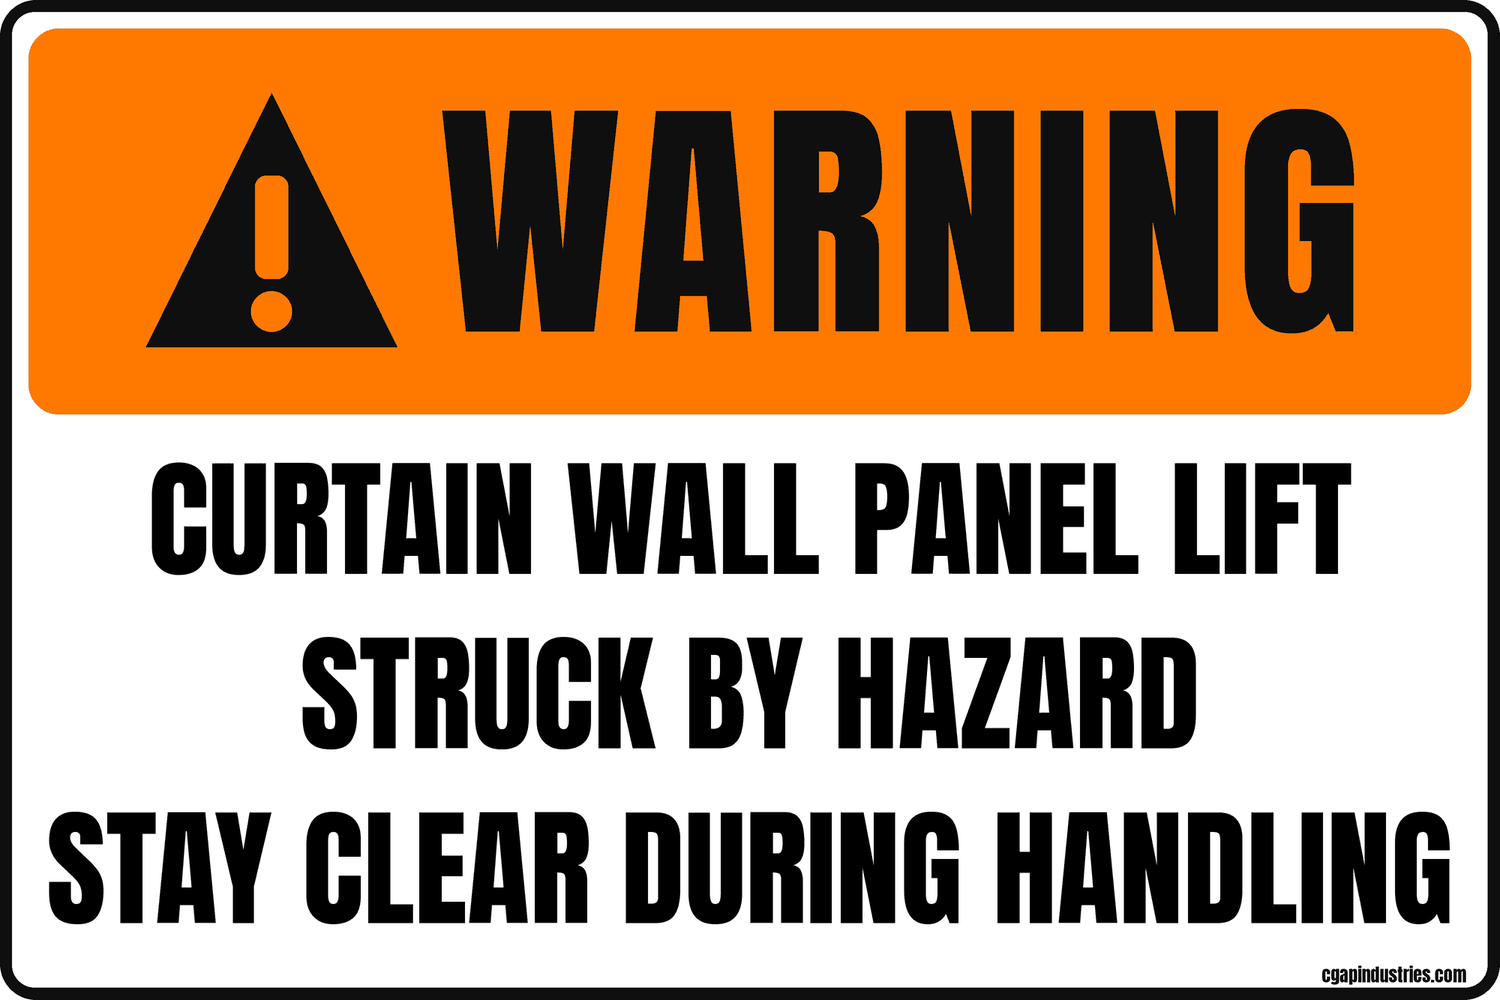 WARNING
CURTAIN WALL PANEL LIFT
STRUCK BY HAZARD
STAY CLEAR DURING HANDLING
cgapindustries.com